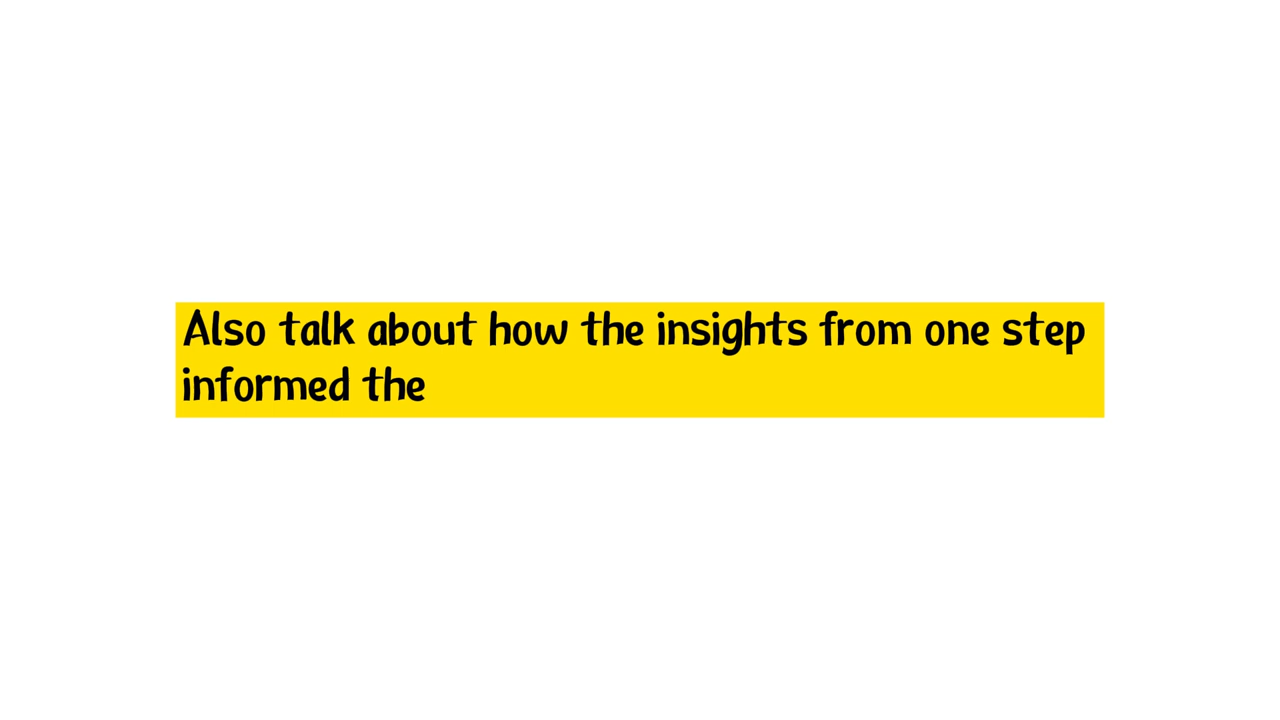 Also talk about how the insights from one step
informed the